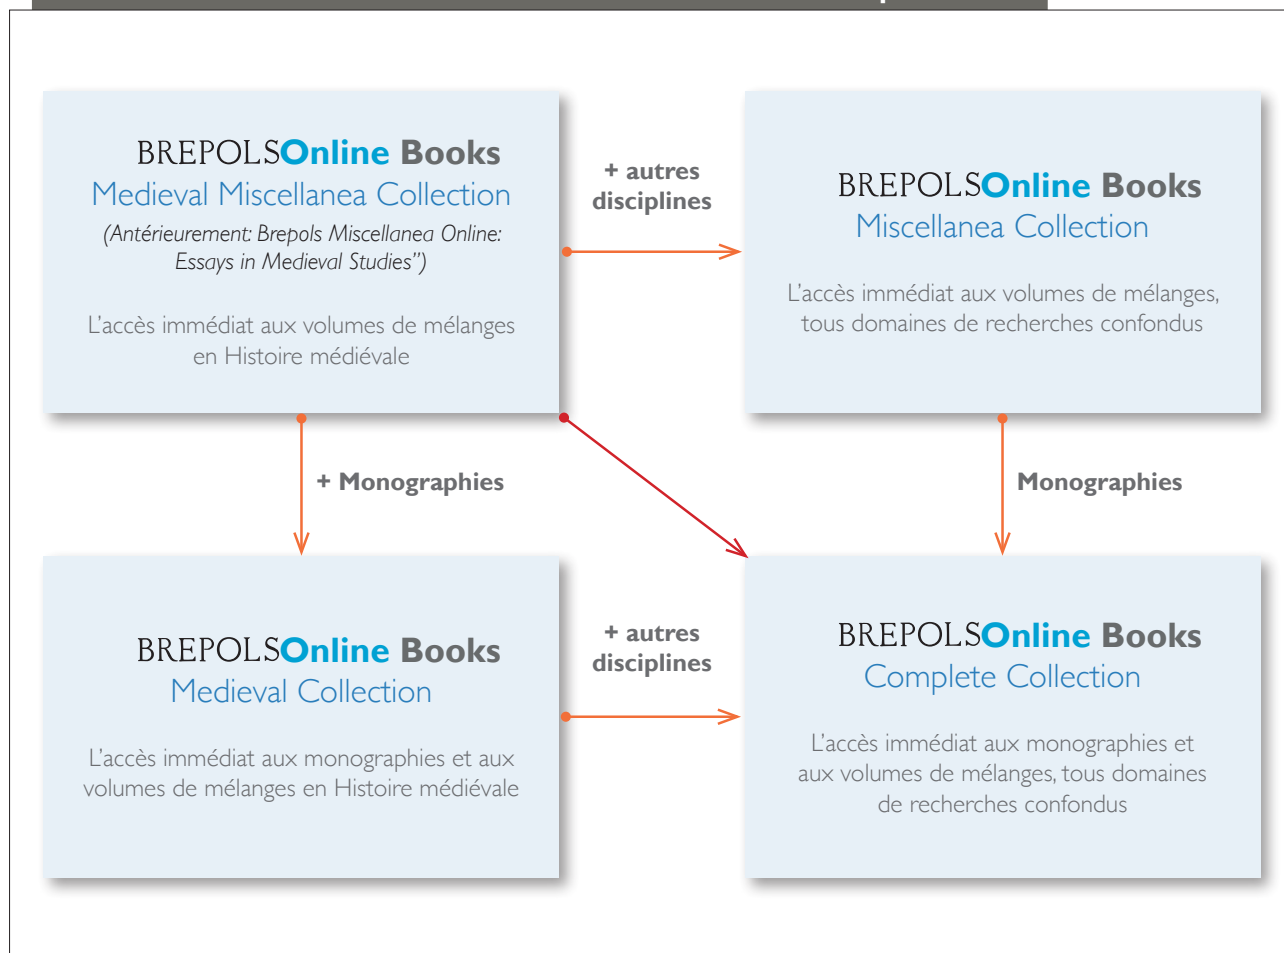 BREPOLSOnline Books
Medieval Miscellanea Collection
(Antérieurement: Brepols Miscellanea Online:
Essays in Medieval Studies”)
L’accès immédiat aux volumes de mélanges
en Histoire médiévale
+ autres
disciplines
BREPOLSOnline Books
Miscellanea Collection
L’accès immédiat aux volumes de mélanges,
tous domaines de recherches confondus
+ Monographies
Monographies
BREPOLSOnline Books
Medieval Collection
L’accès immédiat aux monographies et aux
volumes de mélanges en Histoire médiévale
+ autres
disciplines
BREPOLSOnline Books
Complete Collection
L’accès immédiat aux monographies et
aux volumes de mélanges, tous domaines
de recherches confondus